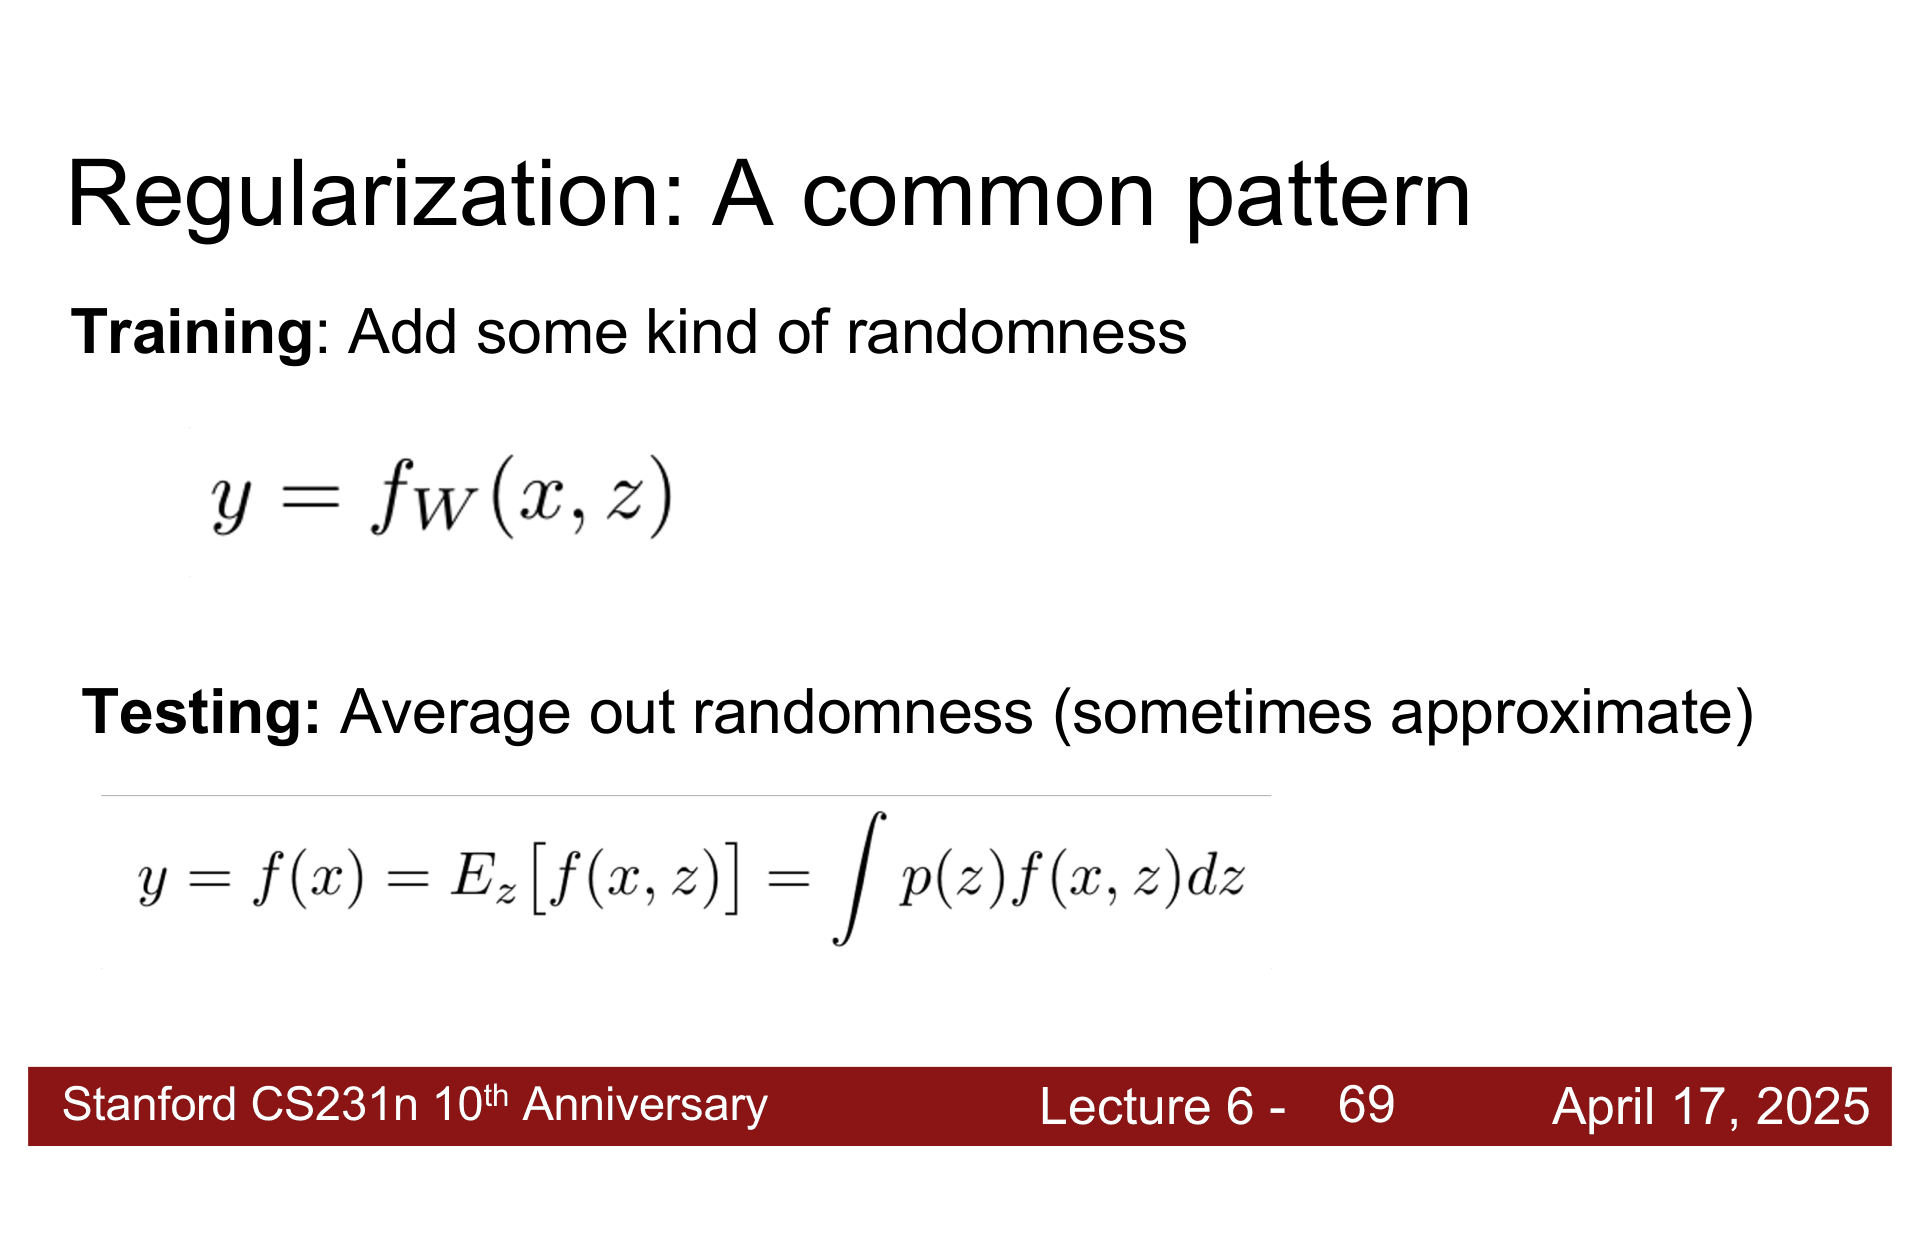 Regularization: A common pattern
Training: Add some kind of randomness
y = f_W(x, z)
Testing: Average out randomness (sometimes approximate)
y = f(x) = E_z[f(x, z)] = ∫ p(z)f(x, z)dz
Stanford CS231n 10th Anniversary Lecture 6 - 69 April 17, 2025